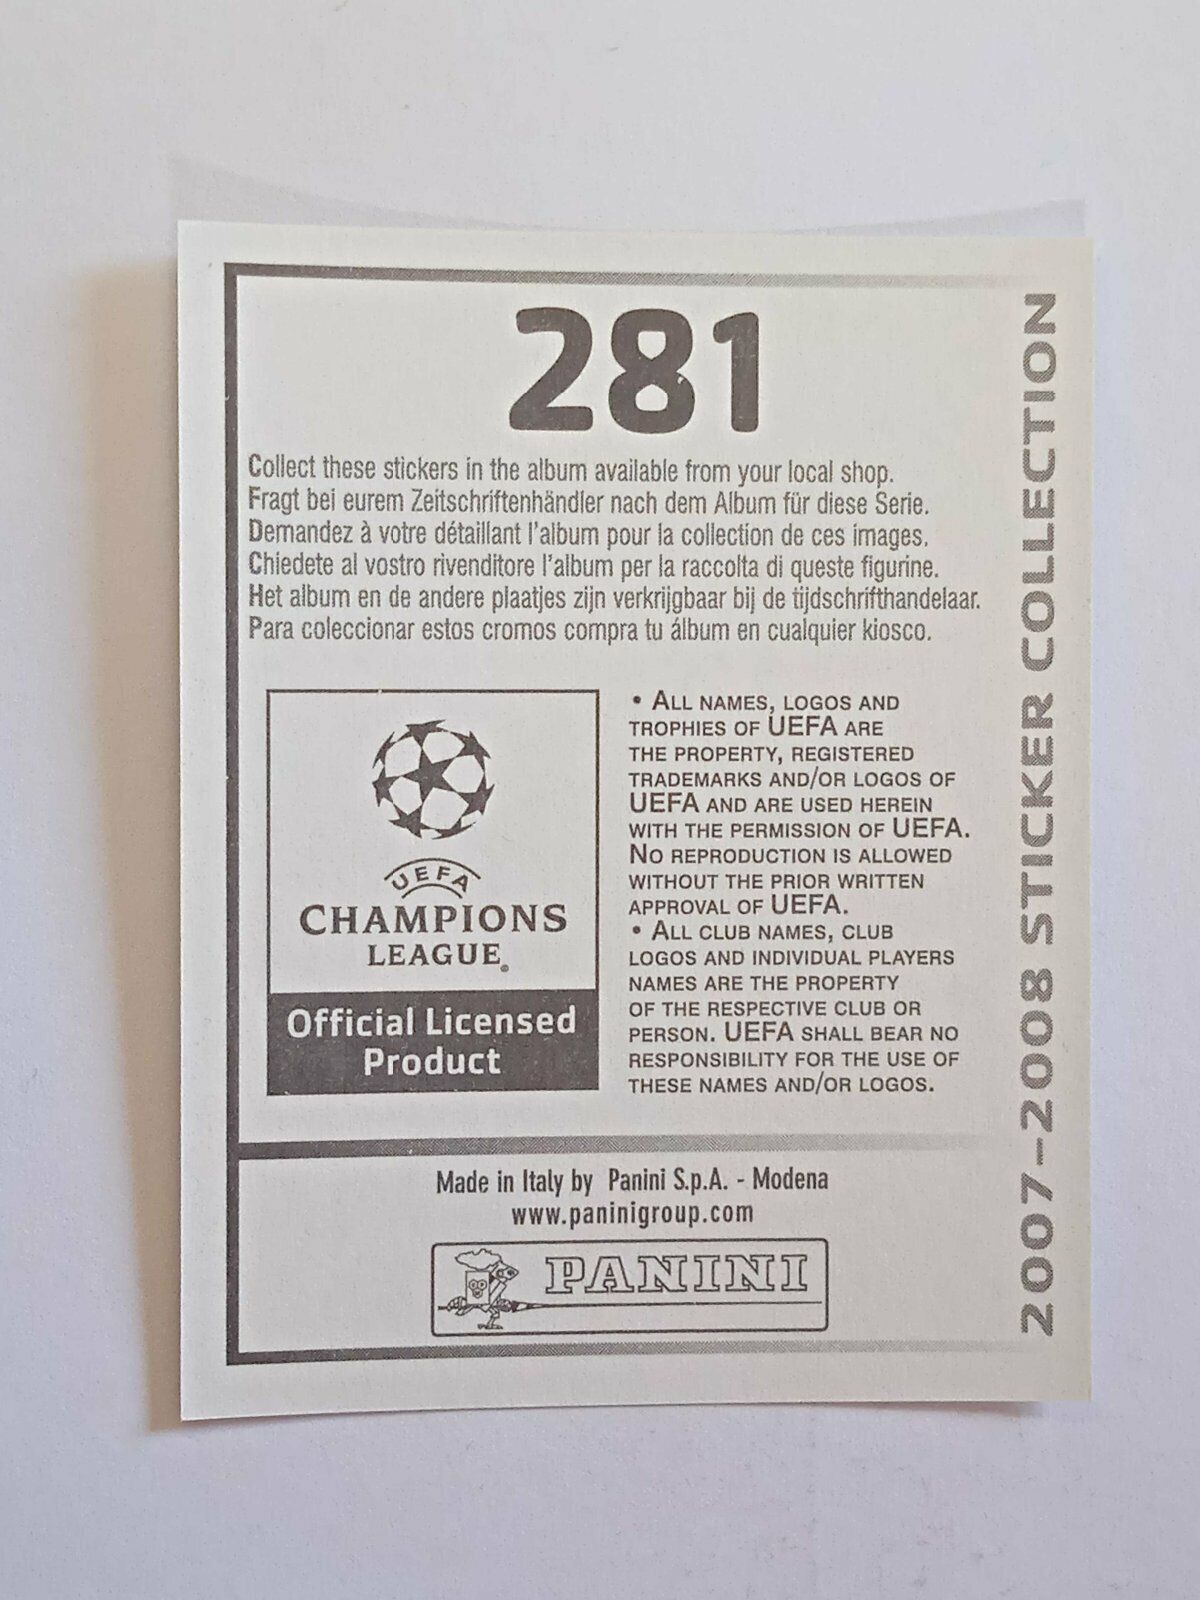 281
Collect these stickers in the album available from your local shop.
Fragt bei eurem Zeitschriftenhändler nach dem Album für diese Serie.
Demandez à votre détaillant l'album pour la collection de ces images.
Chiedete al vostro rivenditore l'album per la raccolta di queste figurine.
Het album en de andere plaatjes zijn verkrijgbaar bij de tijdschrifthandelaar.
Para coleccionar estos cromos compra tu álbum en cualquier kiosco.
UEFA
CHAMPIONS
LEAGUE®
Official Licensed
Product
• ALL NAMES, LOGOS AND
TROPHIES OF UEFA ARE
THE PROPERTY, REGISTERED
TRADEMARKS AND/OR LOGOS OF
UEFA AND ARE USED HEREIN
WITH THE PERMISSION OF UEFA.
NO REPRODUCTION IS ALLOWED
WITHOUT THE PRIOR WRITTEN
APPROVAL OF UEFA.
• ALL CLUB NAMES, CLUB
LOGOS AND INDIVIDUAL PLAYERS
NAMES ARE THE PROPERTY
OF THE RESPECTIVE CLUB OR
PERSON. UEFA SHALL BEAR NO
RESPONSIBILITY FOR THE USE OF
THESE NAMES AND/OR LOGOS.
Made in Italy by Panini S.p.A. - Modena
www.paninigroup.com
PANINI
2007-2008 STICKER COLLECTION